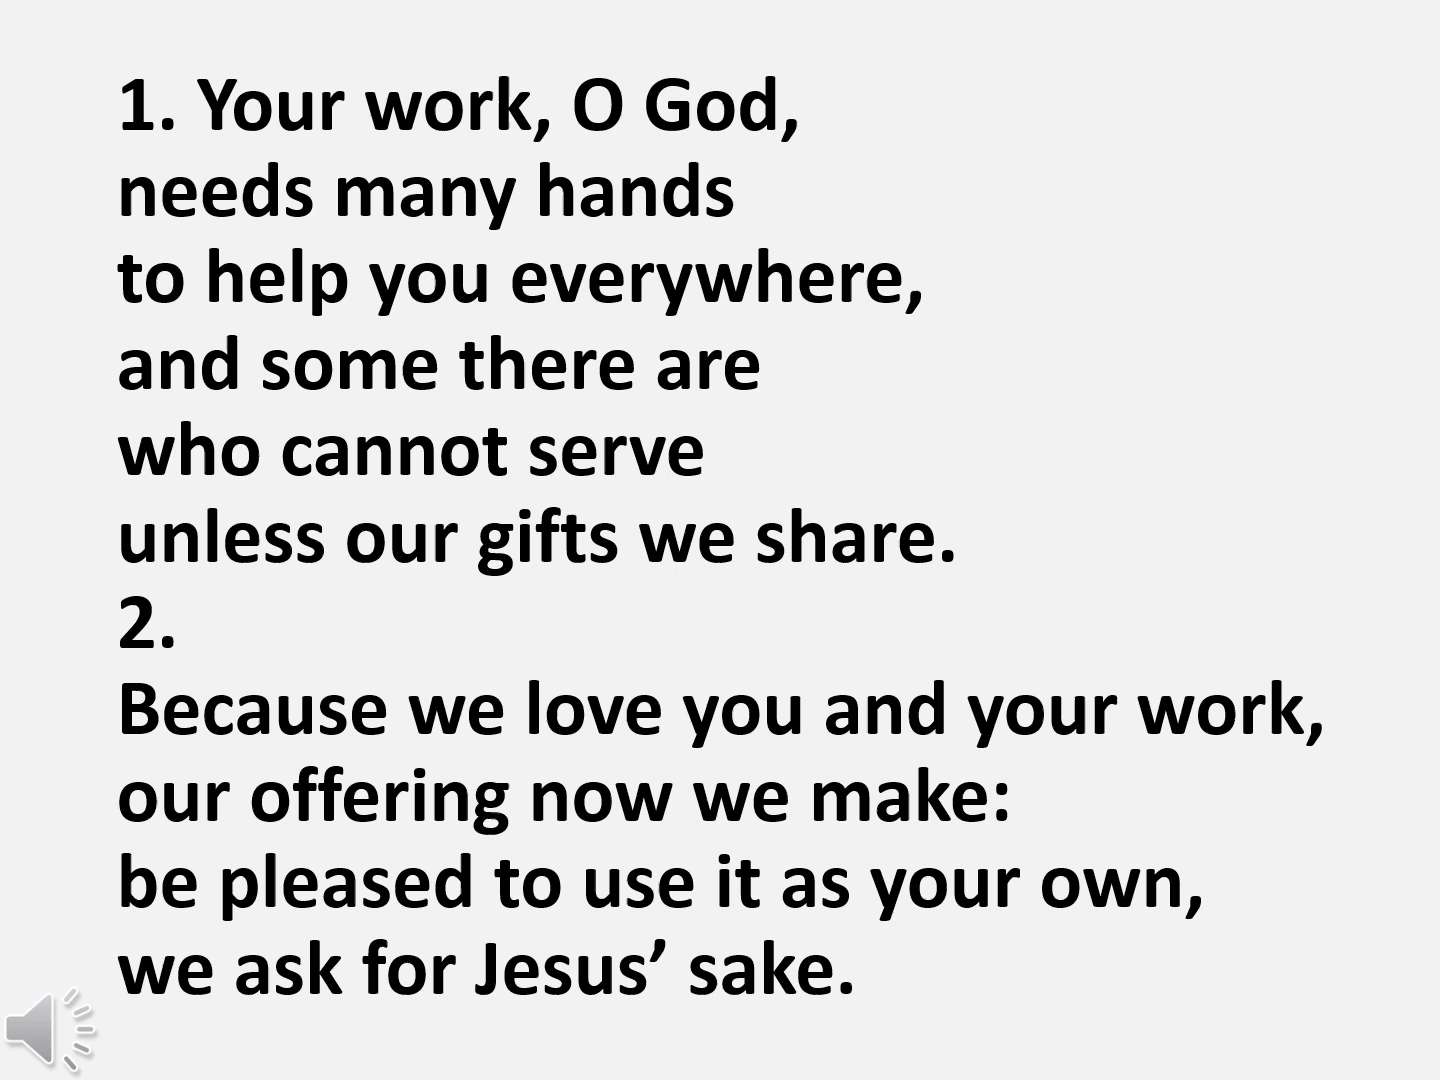 1. Your work, O God,
needs many hands
to help you everywhere,
and some there are
who cannot serve
unless our gifts we share.
2.
Because we love you and your work,
our offering now we make:
be pleased to use it as your own,
we ask for Jesus’ sake.